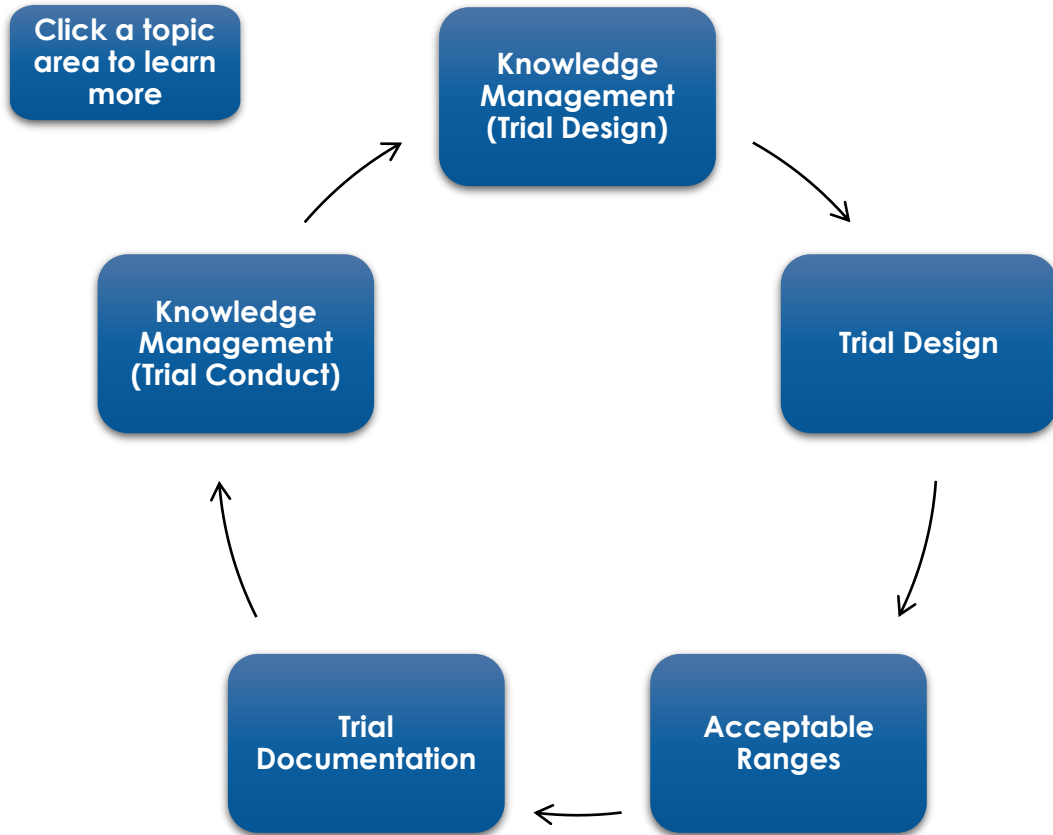 Click a topic
area to learn
more
Knowledge
Management
(Trial Design)
Trial Design
Acceptable
Ranges
Trial
Documentation
Knowledge
Management
(Trial Conduct)